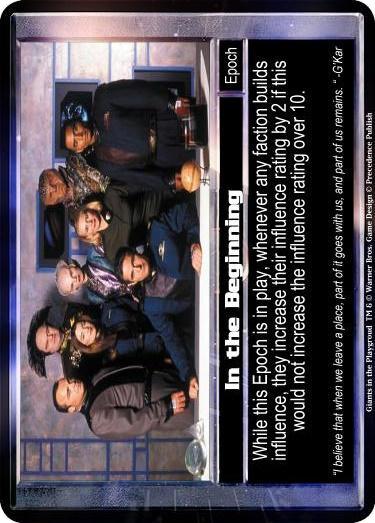 Epoch
In the Beginning
While this Epoch is in play, whenever any faction builds
influence, they increase their influence rating by 2 if this
would not increase the influence rating over 10.
"I believe that when we leave a place, part of it goes with us, and part of us remains. " -G'Kar
Giants in the Playgroud  TM & © Warner Bros. Game Design © Precedence Publish